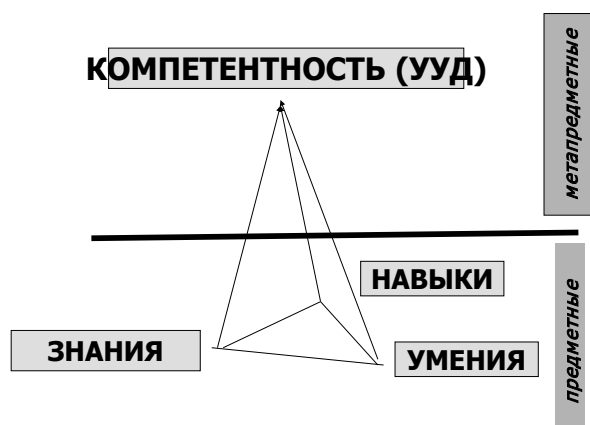 КОМПЕТЕНТНОСТЬ (УУД)
метапредметные
НАВЫКИ
ЗНАНИЯ
УМЕНИЯ
предметные